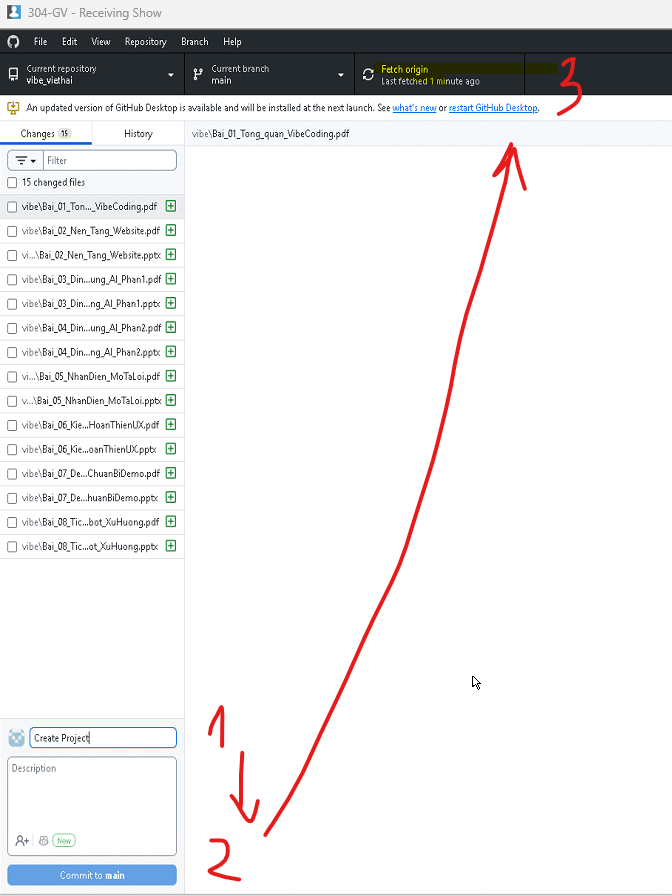 304-GV - Receiving Show
File Edit View Repository Branch Help
Current repository
vibe_viethai
Current branch
main
Fetch origin
Last fetched 1 minute ago
3
An updated version of GitHub Desktop is available and will be installed at the next launch. See what's new or restart GitHub Desktop.
Changes 15 History
vibe\Bai_01_Tong_quan_VibeCoding.pdf
Filter
15 changed files
vibe\Bai_01_Ton..._VibeCoding.pdf
vibe\Bai_02_Nen_Tang_Website.pdf
vi...\Bai_02_Nen_Tang_Website.pptx
vibe\Bai_03_Din...ung_AI_Phan1.pdf
vibe\Bai_03_Din...ng_AI_Phan1.pptx
vibe\Bai_04_Din...ung_AI_Phan2.pdf
vibe\Bai_04_Din...ng_AI_Phan2.pptx
vi...\Bai_05_NhanDien_MoTaLoi.pdf
v...\Bai_05_NhanDien_MoTaLoi.pptx
vibe\Bai_06_Kie...HoanThienUX.pdf
vibe\Bai_06_Kie...oanThienUX.pptx
vibe\Bai_07_De...ChuanBiDemo.pdf
vibe\Bai_07_De...huanBiDemo.pptx
vibe\Bai_08_Tic...bot_XuHuong.pdf
vibe\Bai_08_Tic...ot_XuHuong.pptx
1
Create Project
Description
New
2
Commit to main